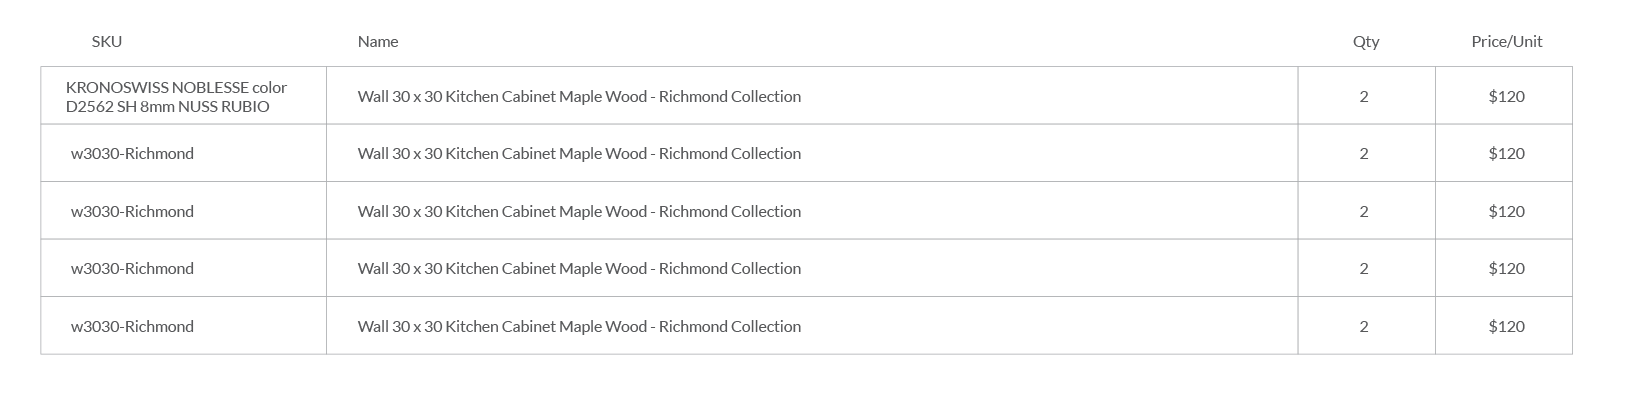 SKU Name Qty Price/Unit
KRONOSWISS NOBLESSE color
D2562 SH 8mm NUSS RUBIO
Wall 30 x 30 Kitchen Cabinet Maple Wood - Richmond Collection 2 $120
w3030-Richmond Wall 30 x 30 Kitchen Cabinet Maple Wood - Richmond Collection 2 $120
w3030-Richmond Wall 30 x 30 Kitchen Cabinet Maple Wood - Richmond Collection 2 $120
w3030-Richmond Wall 30 x 30 Kitchen Cabinet Maple Wood - Richmond Collection 2 $120
w3030-Richmond Wall 30 x 30 Kitchen Cabinet Maple Wood - Richmond Collection 2 $120